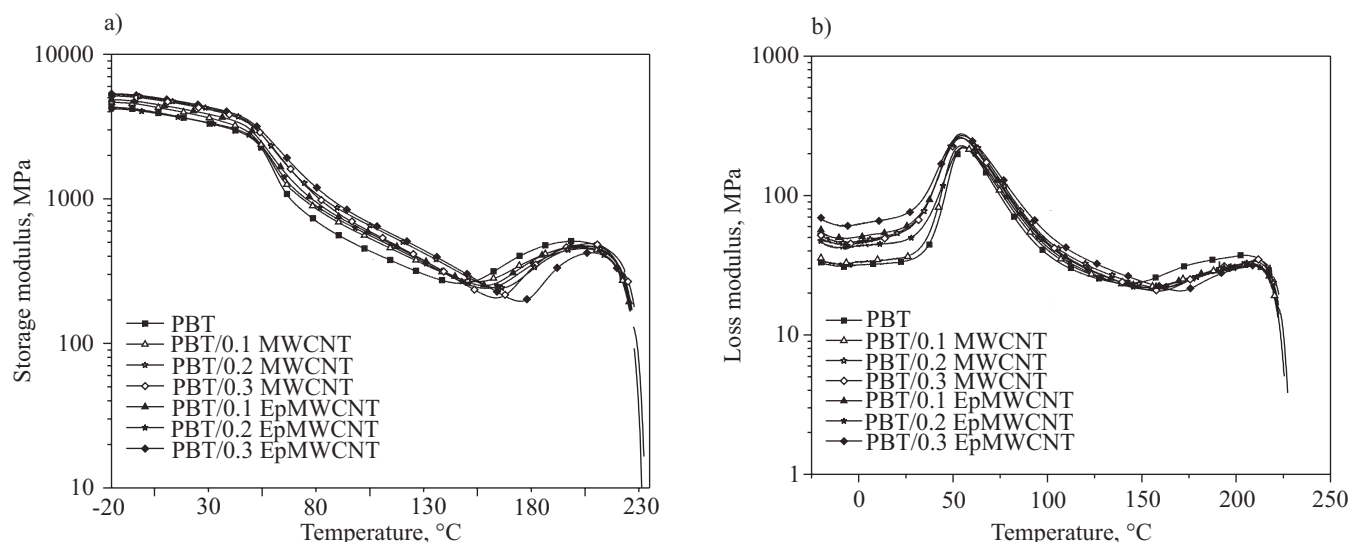 a)
10000
1000
100
10
Storage modulus, MPa
PBT
PBT/0.1 MWCNT
PBT/0.2 MWCNT
PBT/0.3 MWCNT
PBT/0.1 EpMWCNT
PBT/0.2 EpMWCNT
PBT/0.3 EpMWCNT
-20 30 80 130 180 230
Temperature, °C
b)
1000
100
10
1
Loss modulus, MPa
PBT
PBT/0.1 MWCNT
PBT/0.2 MWCNT
PBT/0.3 MWCNT
PBT/0.1 EpMWCNT
PBT/0.2 EpMWCNT
PBT/0.3 EpMWCNT
0 50 100 150 200 250
Temperature, °C